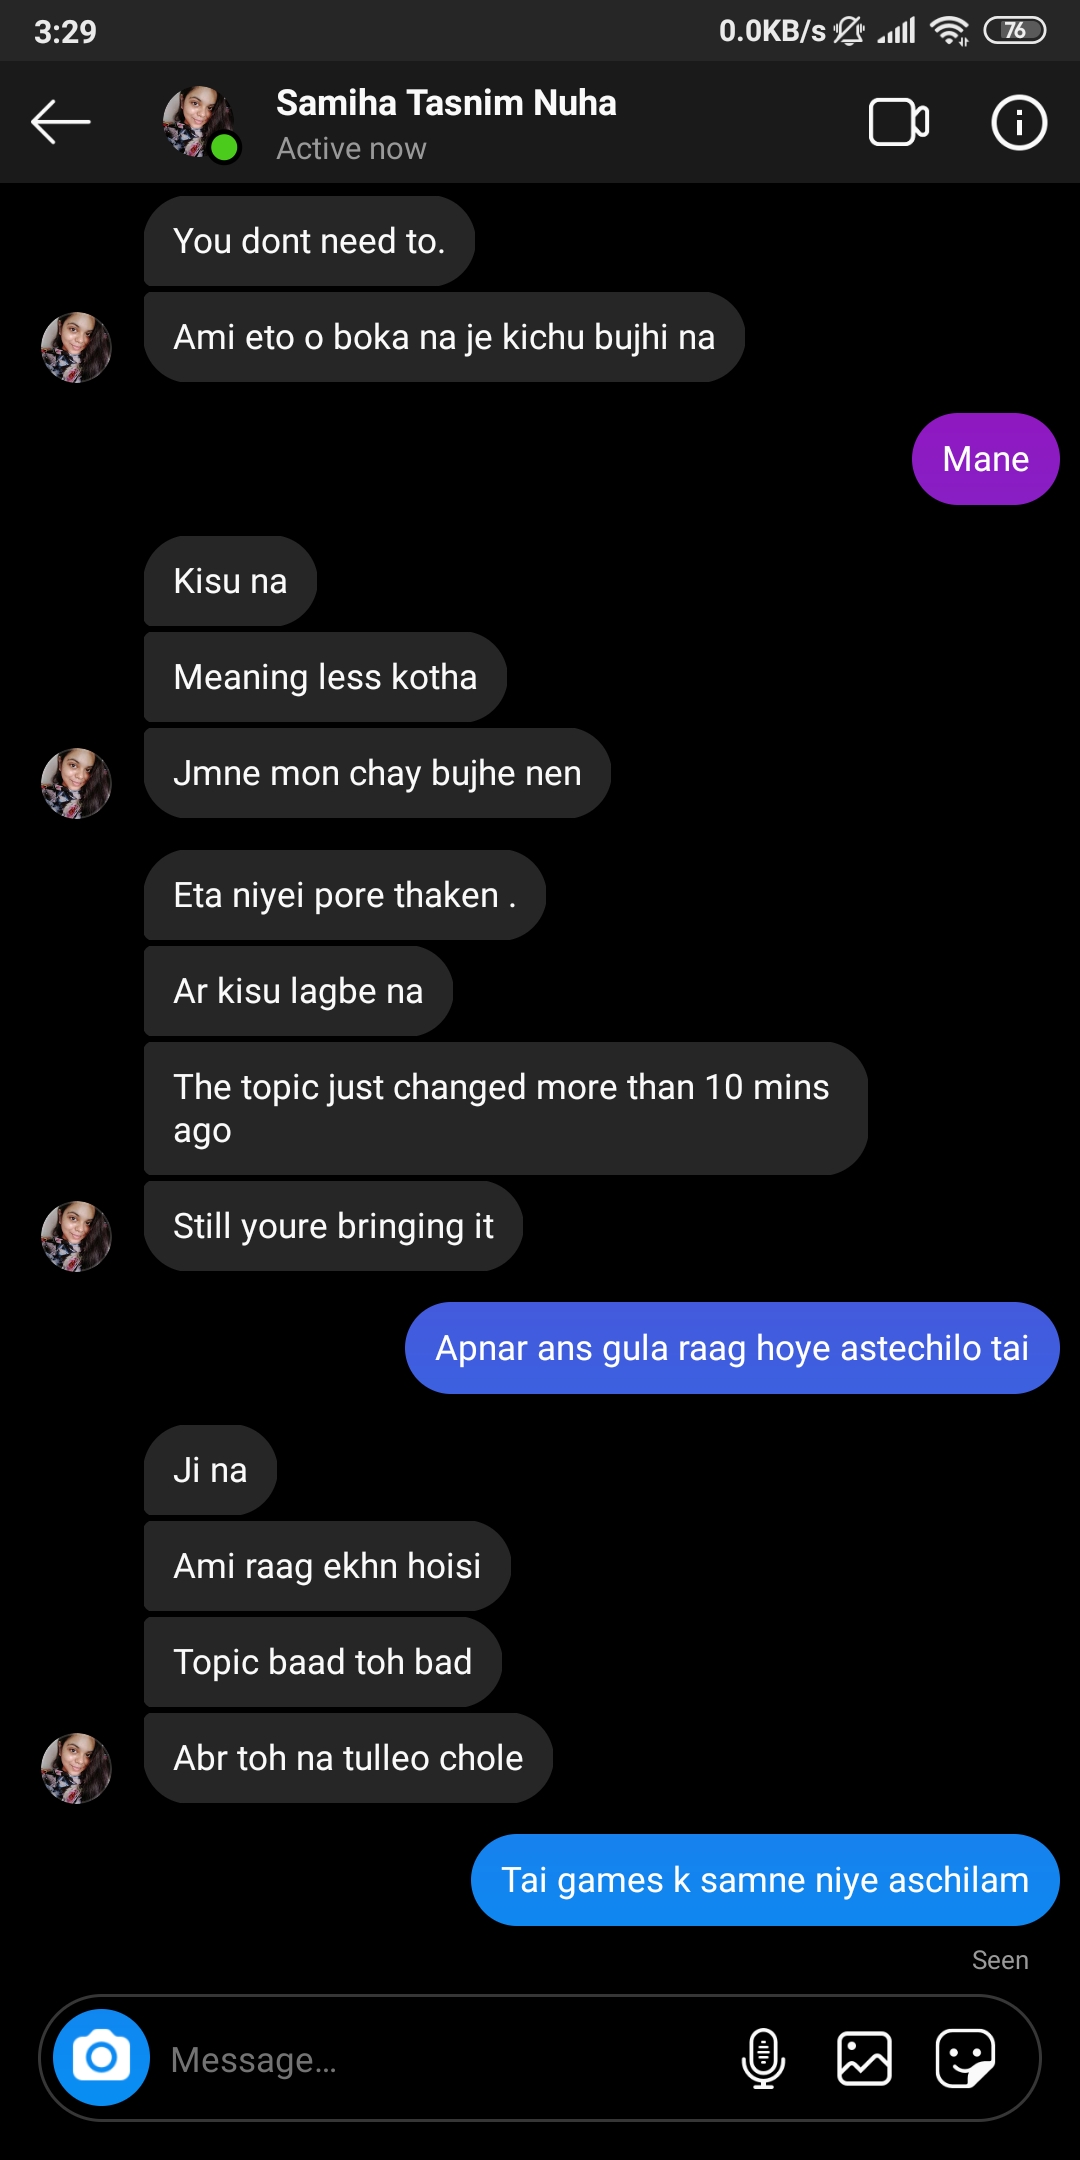 3:29
0.0KB/s
76
Samiha Tasnim Nuha
Active now
You dont need to.
Ami eto o boka na je kichu bujhi na
Mane
Kisu na
Meaning less kotha
Jmne mon chay bujhe nen
Eta niyei pore thaken .
Ar kisu lagbe na
The topic just changed more than 10 mins
ago
Still youre bringing it
Apnar ans gula raag hoye astechilo tai
Ji na
Ami raag ekhn hoisi
Topic baad toh bad
Abr toh na tulleo chole
Tai games k samne niye aschilam
Seen
Message...